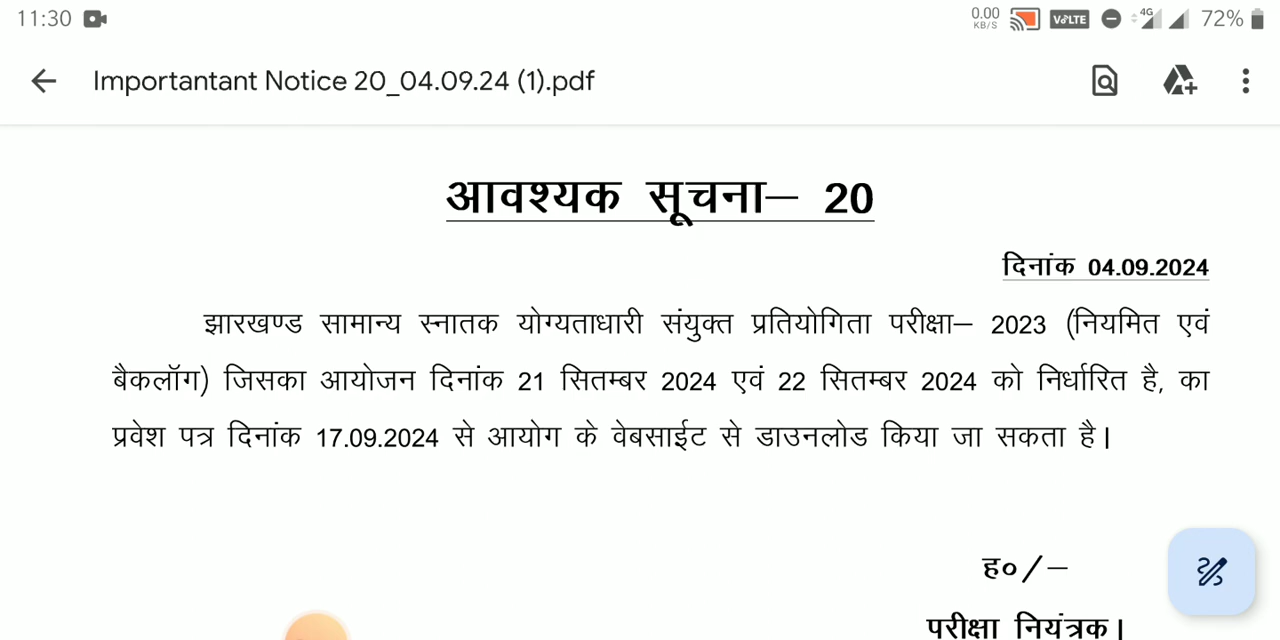 11:30
0.00 KB/S VoLTE 4G 72%
Importantant Notice 20_04.09.24 (1).pdf
आवश्यक सूचना– 20
दिनांक 04.09.2024
झारखण्ड सामान्य स्नातक योग्यताधारी संयुक्त प्रतियोगिता परीक्षा– 2023 (नियमित एवं
बैकलॉग) जिसका आयोजन दिनांक 21 सितम्बर 2024 एवं 22 सितम्बर 2024 को निर्धारित है, का
प्रवेश पत्र दिनांक 17.09.2024 से आयोग के वेबसाईट से डाउनलोड किया जा सकता है।
ह०/–
परीक्षा नियंत्रक।